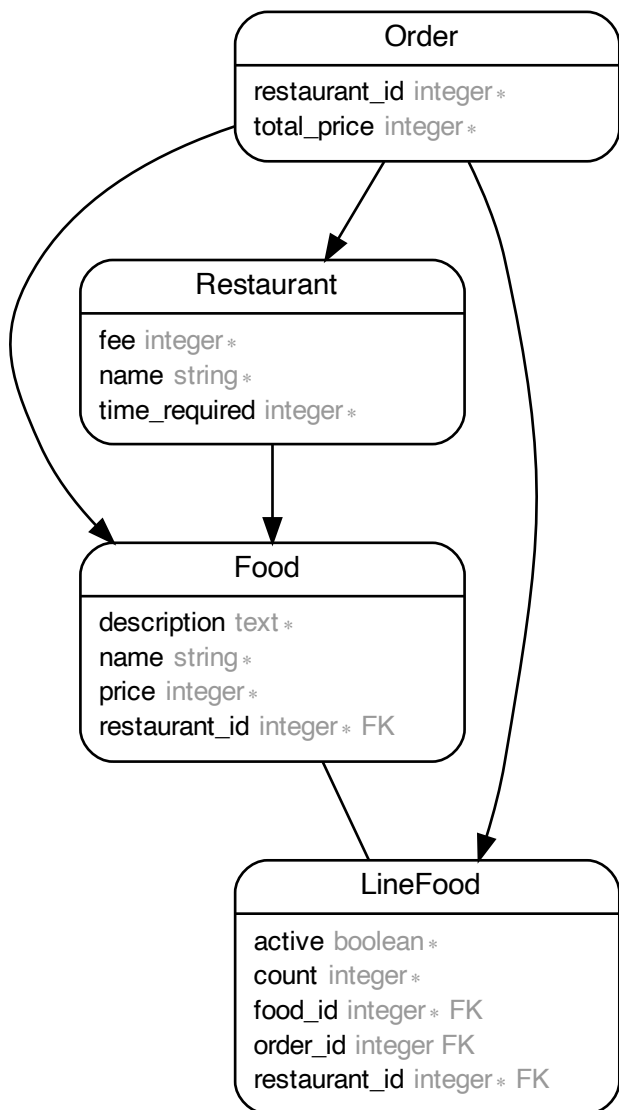 Order
restaurant_id integer *
total_price integer *
Restaurant
fee integer *
name string *
time_required integer *
Food
description text *
name string *
price integer *
restaurant_id integer * FK
LineFood
active boolean *
count integer *
food_id integer * FK
order_id integer FK
restaurant_id integer * FK